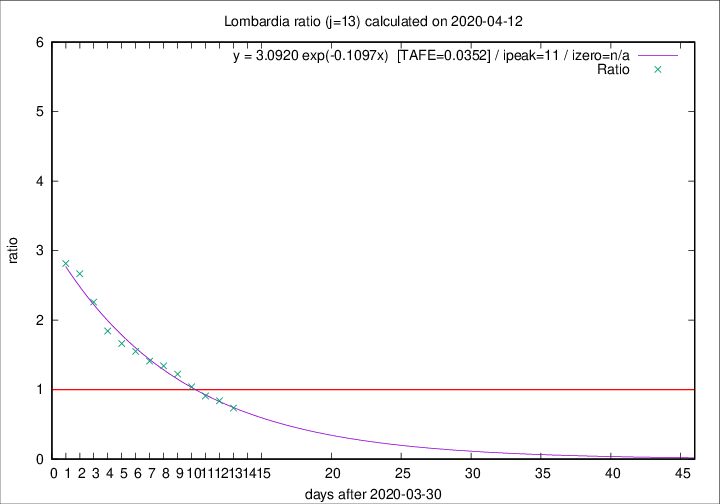 Lombardia ratio (j=13) calculated on 2020-04-12
y = 3.0920 exp(-0.1097x) [TAFE=0.0352] / ipeak=11 / izero=n/a
Ratio
6
5
4
3
2
1
0
ratio
0 1 2 3 4 5 6 7 8 9 10 11 12 13 14 15 20 25 30 35 40 45
days after 2020-03-30